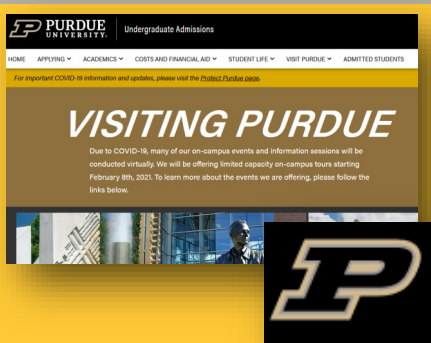 PURDUE
UNIVERSITY®
Undergraduate Admissions
HOME APPLYING ACADEMICS COSTS AND FINANCIAL AID STUDENT LIFE VISIT PURDUE ADMITTED STUDENTS
For important COVID-19 information and updates, please visit the Protect Purdue page.
VISITING PURDUE
Due to COVID-19, many of our on-campus events and information sessions will be
conducted virtually. We will be offering limited capacity on-campus tours starting
February 8th, 2021. To learn more about the events we are offering, please follow the
links below.
P